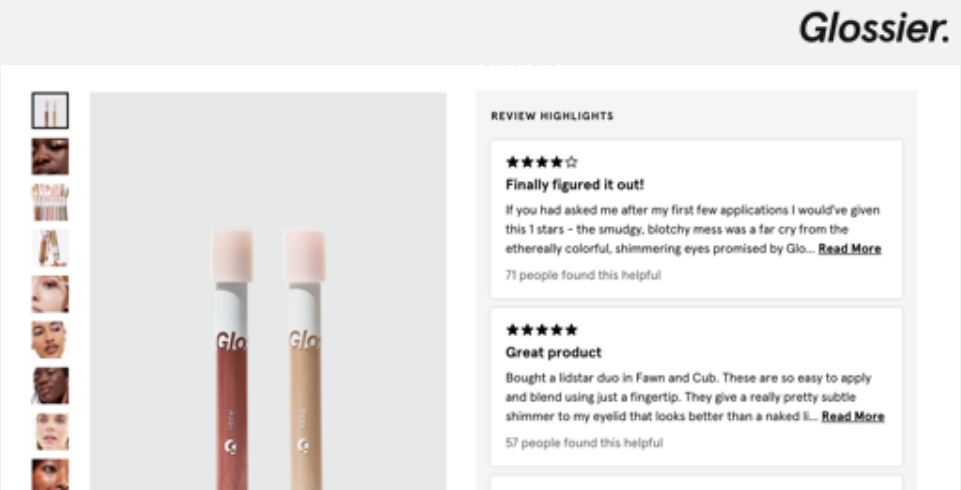 Glossier.
REVIEW HIGHLIGHTS
★★★★☆
Finally figured it out!
If you had asked me after my first few applications I would've given
this 1 stars - the smudgy, blotchy mess was a far cry from the
ethereally colorful, shimmering eyes promised by Glo... Read More
71 people found this helpful
★★★★★
Great product
Bought a lidstar duo in Fawn and Cub. These are so easy to apply
and blend using just a fingertip. They give a really pretty subtle
shimmer to my eyelid that looks better than a naked li... Read More
57 people found this helpful
Glo
Glo